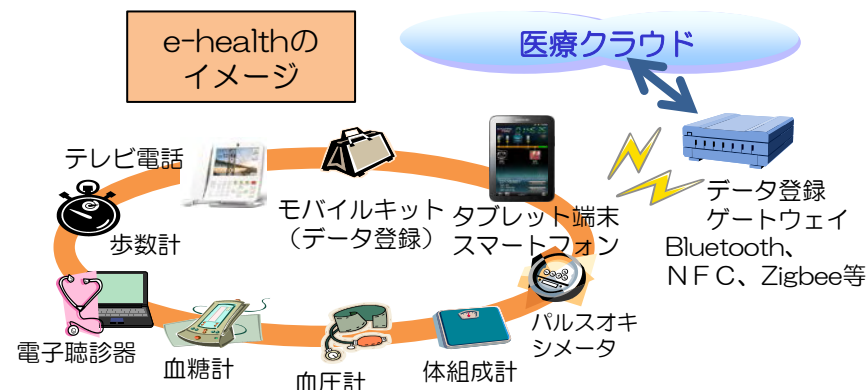 e-healthの
イメージ
医療クラウド
テレビ電話
モバイルキット
（データ登録）
タブレット端末
スマートフォン
データ登録
ゲートウェイ
Bluetooth、
ＮＦＣ、Zigbee等
歩数計
電子聴診器
血糖計
血圧計
体組成計
パルスオキ
シメータ